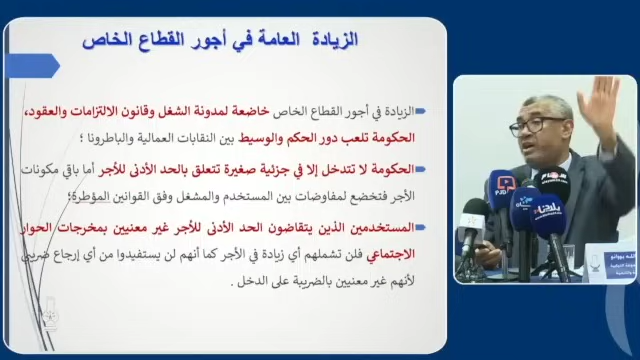 الزيادة العامة في أجور القطاع الخاص
الزيادة في أجور القطاع الخاص خاضعة لمدونة الشغل وقانون الالتزامات والعقود،
الحكومة تلعب دور الحكم والوسيط بين النقابات العمالية والباطرونا ؛
الحكومة لا تتدخل إلا في جزئية صغيرة تتعلق بالحد الأدنى للأجر أما باقي مكونات
الأجر فتخضع لمفاوضات بين المستخدم والمشغل وفق القوانين المؤطرة؛
المستخدمين الذين يتقاضون الحد الأدنى للأجر غير معنيين بمخرجات الحوار
الاجتماعي فلن تشملهم أي زيادة في الأجر كما أنهم لن يستفيدوا من أي إرجاع ضريبي
لأنهم غير معنيين بالضريبة على الدخل .
الله بووانو